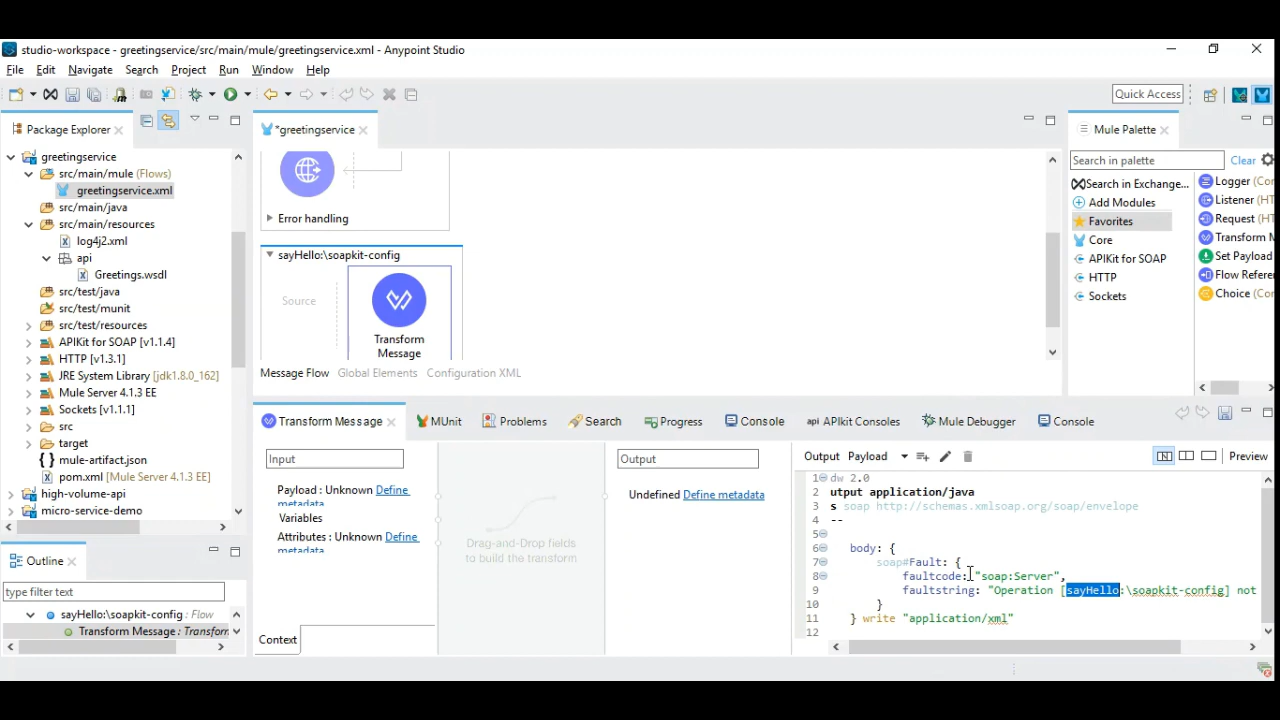 studio-workspace - greetingservice/src/main/mule/greetingservice.xml - Anypoint Studio
File Edit Navigate Search Project Run Window Help
Quick Access
Package Explorer
greetingservice
src/main/mule (Flows)
greetingservice.xml
src/main/java
src/main/resources
log4j2.xml
api
Greetings.wsdl
src/test/java
src/test/munit
src/test/resources
APIKit for SOAP [v1.1.4]
HTTP [v1.3.1]
JRE System Library [jdk1.8.0_162]
Mule Server 4.1.3 EE
Sockets [v1.1.1]
src
target
mule-artifact.json
pom.xml [Mule Server 4.1.3 EE]
high-volume-api
micro-service-demo
Outline
type filter text
sayHello:\soapkit-config : Flow
Transform Message : Transform
*greetingservice
Error handling
sayHello:\soapkit-config
Source
Transform
Message
Message Flow Global Elements Configuration XML
Mule Palette
Search in palette Clear
Search in Exchange...
Add Modules
Favorites
Core
APIKit for SOAP
HTTP
Sockets
Logger (Co
Listener (HT
Request (HT
Transform M
Set Payload
Flow Refere
Choice (Cor
Transform Message MUnit Problems Search Progress Console APIkit Consoles Mule Debugger Console
Input
Payload : Unknown Define
metadata
Variables
Attributes : Unknown Define
metadata
Context
Drag-and-Drop fields
to build the transform
Output
Undefined Define metadata
Output Payload Preview
1 dw 2.0
2 utput application/java
3 s soap http://schemas.xmlsoap.org/soap/envelope
4 --
5
6 body: {
7 soap#Fault: {
8 faultcode: "soap:Server",
9 faultstring: "Operation [sayHello:\soapkit-config] not
10 }
11 } write "application/xml"
12